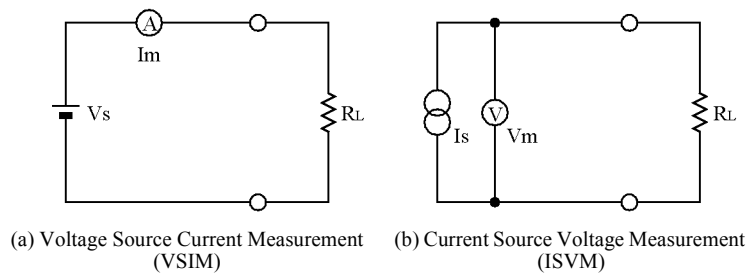 A
Im
Vs
RL
(a) Voltage Source Current Measurement
(VSIM)
Is
V
Vm
RL
(b) Current Source Voltage Measurement
(ISVM)